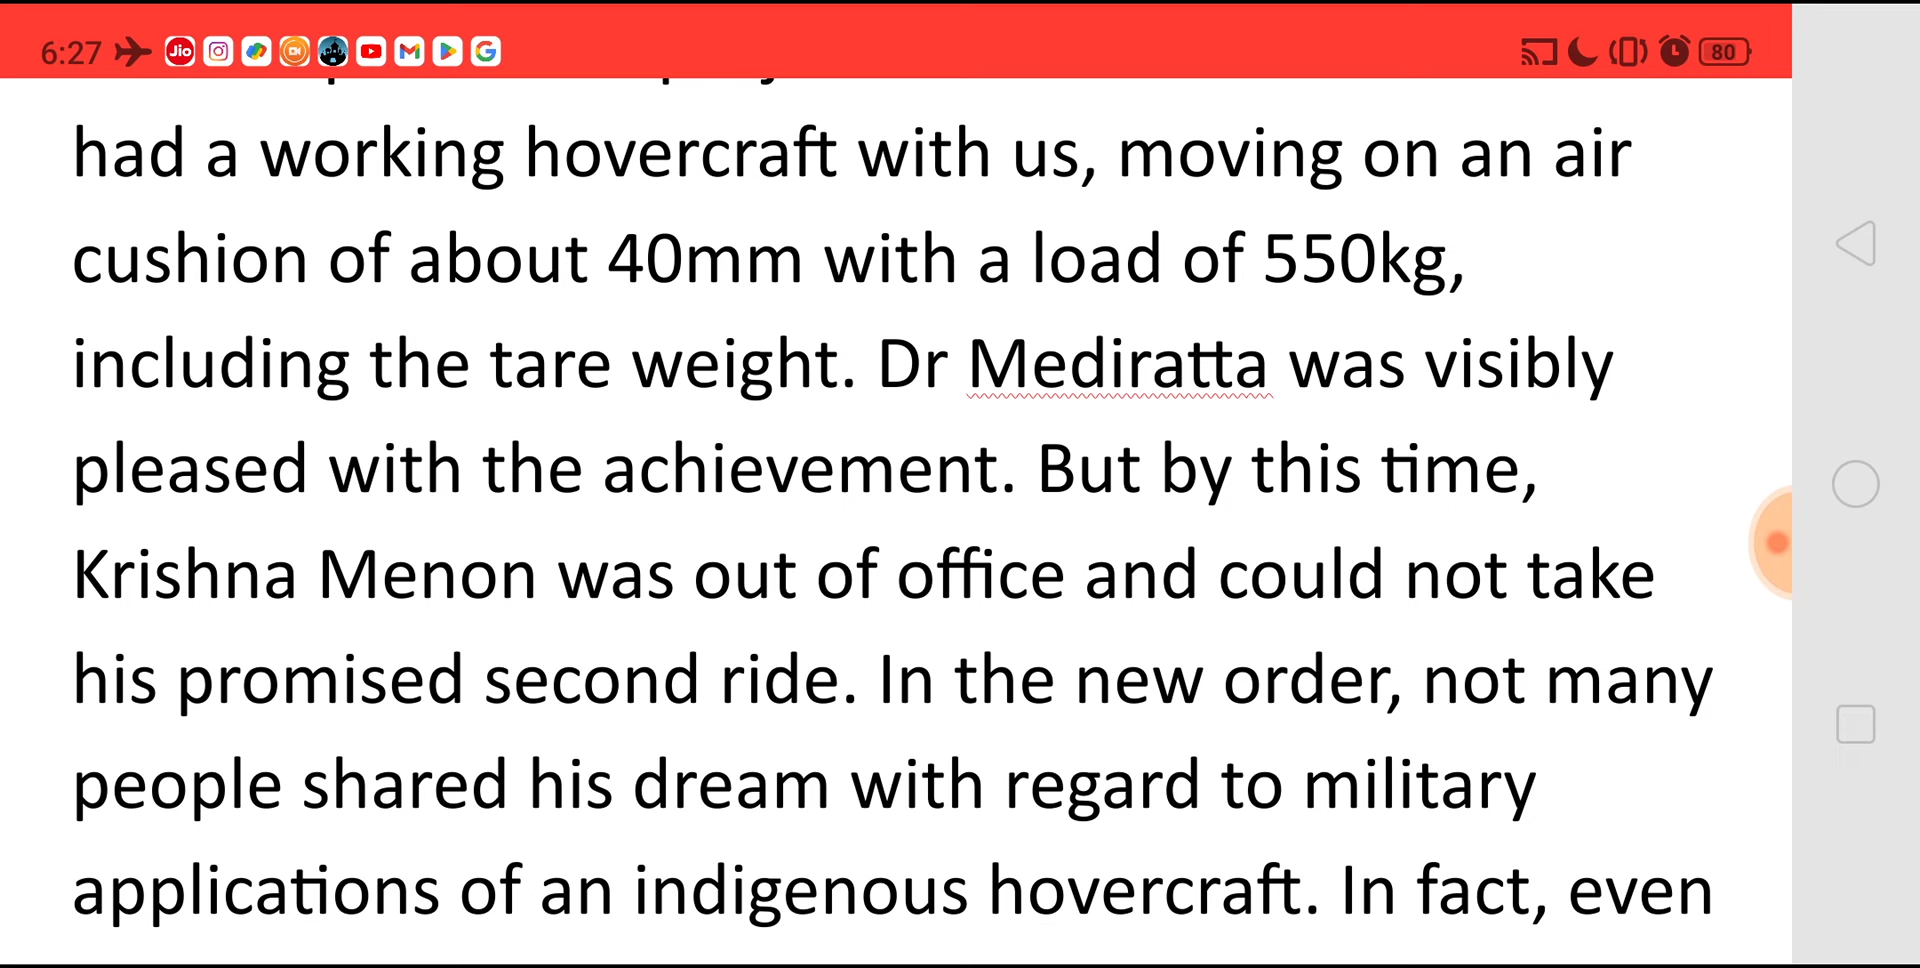 6:27 Jio 80
had a working hovercraft with us, moving on an air
cushion of about 40mm with a load of 550kg,
including the tare weight. Dr Mediratta was visibly
pleased with the achievement. But by this time,
Krishna Menon was out of office and could not take
his promised second ride. In the new order, not many
people shared his dream with regard to military
applications of an indigenous hovercraft. In fact, even